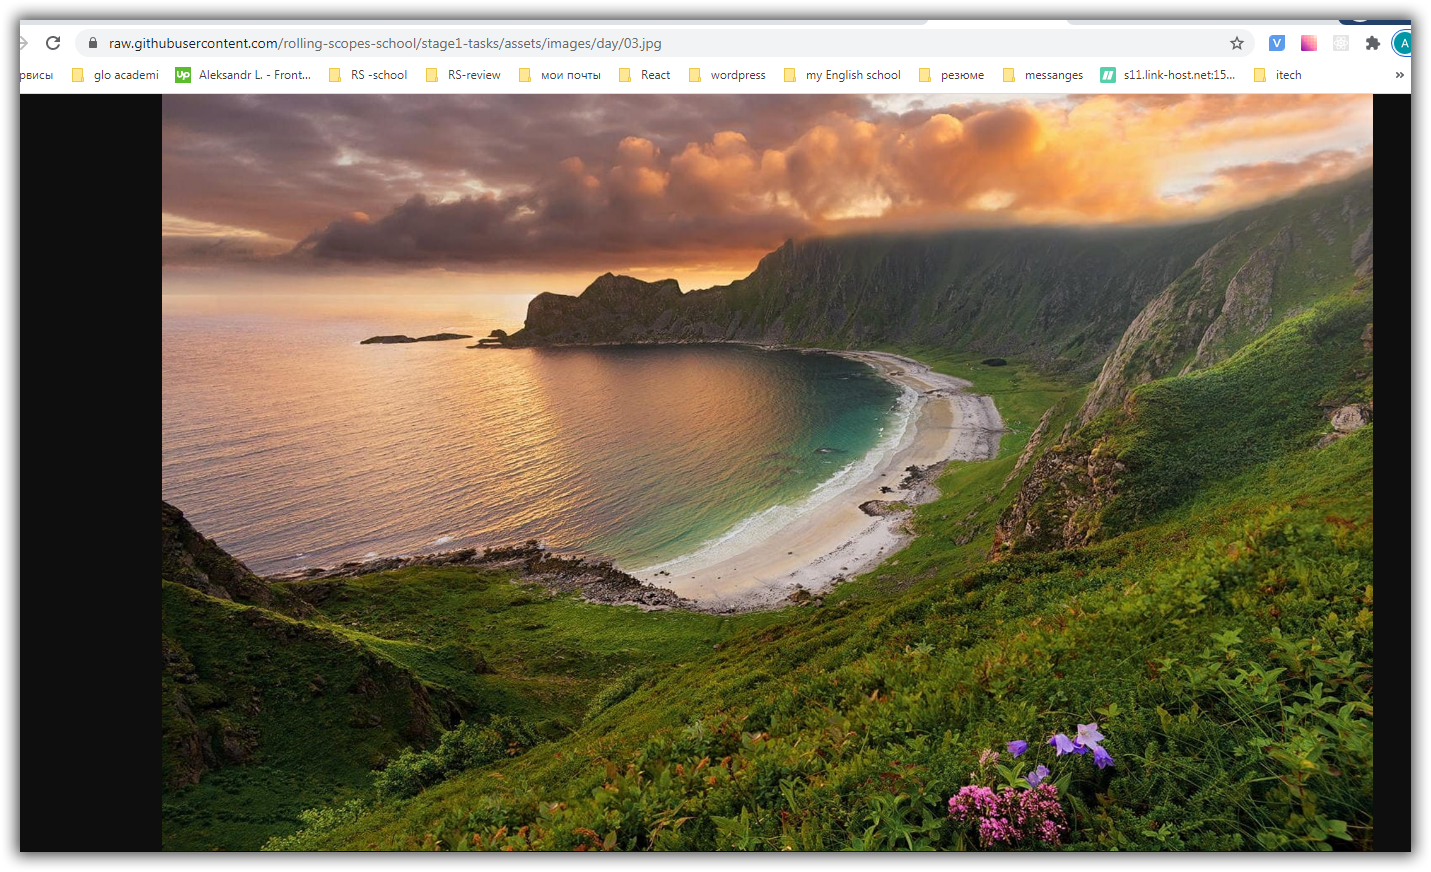 raw.githubusercontent.com/rolling-scopes-school/stage1-tasks/assets/images/day/03.jpg
V
A
рвисы glo academi Up Aleksandr L. - Front... RS -school RS-review мои почты React wordpress my English school резюме messanges s11.link-host.net:15... itech »